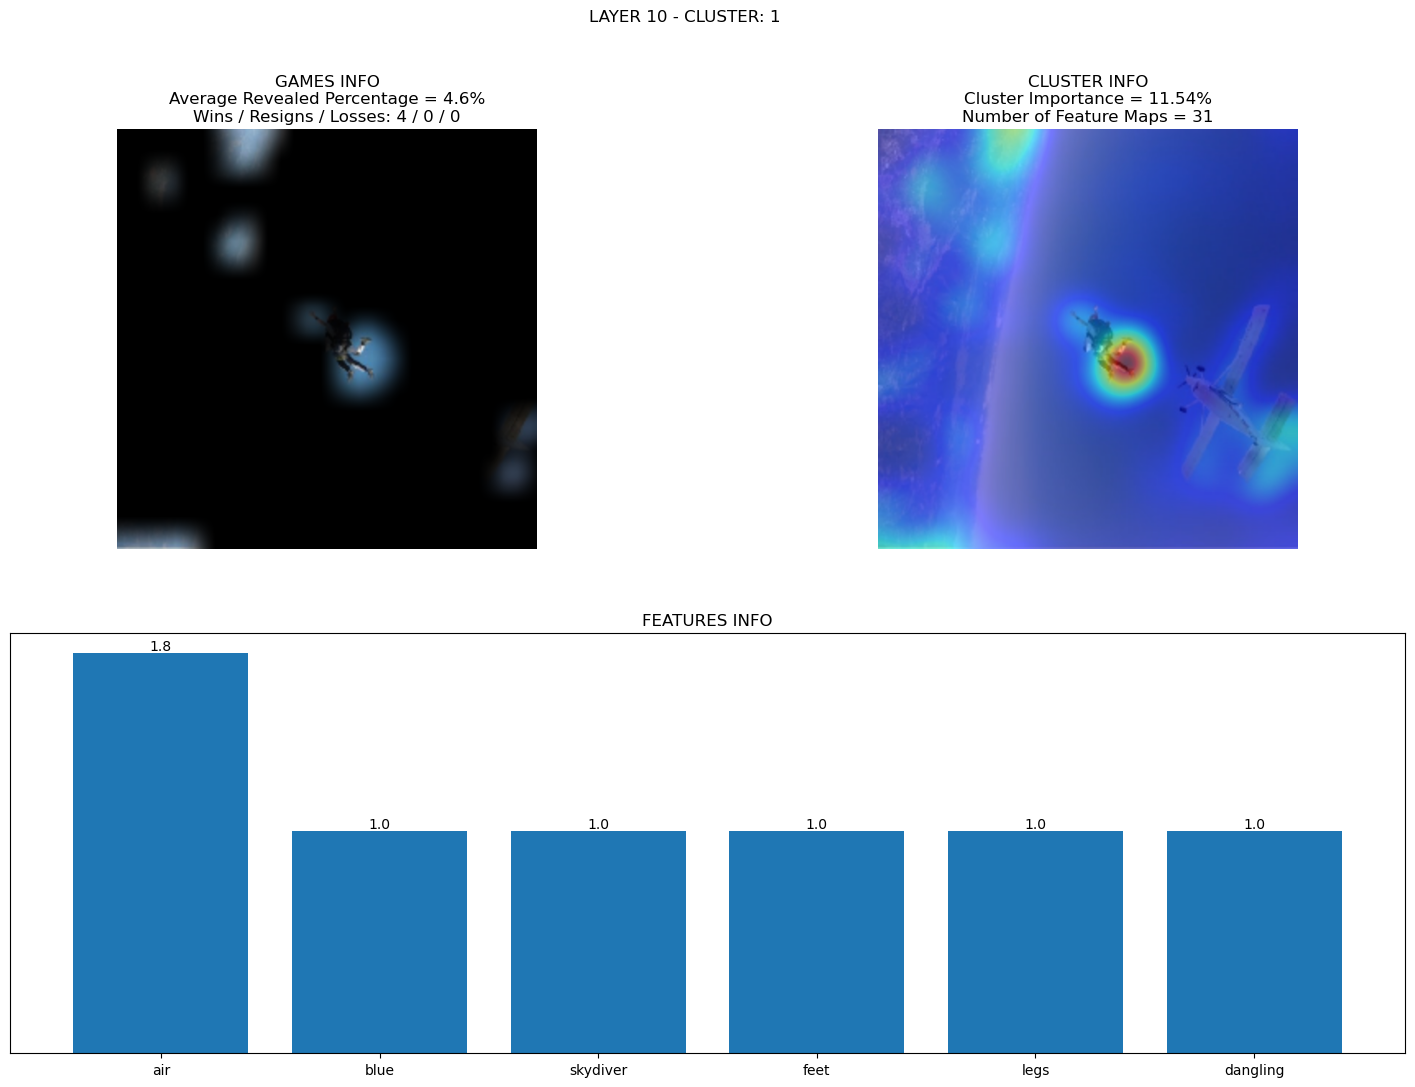 LAYER 10 - CLUSTER: 1
GAMES INFO
Average Revealed Percentage = 4.6%
Wins / Resigns / Losses: 4 / 0 / 0
CLUSTER INFO
Cluster Importance = 11.54%
Number of Feature Maps = 31
FEATURES INFO
1.8
1.0
1.0
1.0
1.0
1.0
air
blue
skydiver
feet
legs
dangling